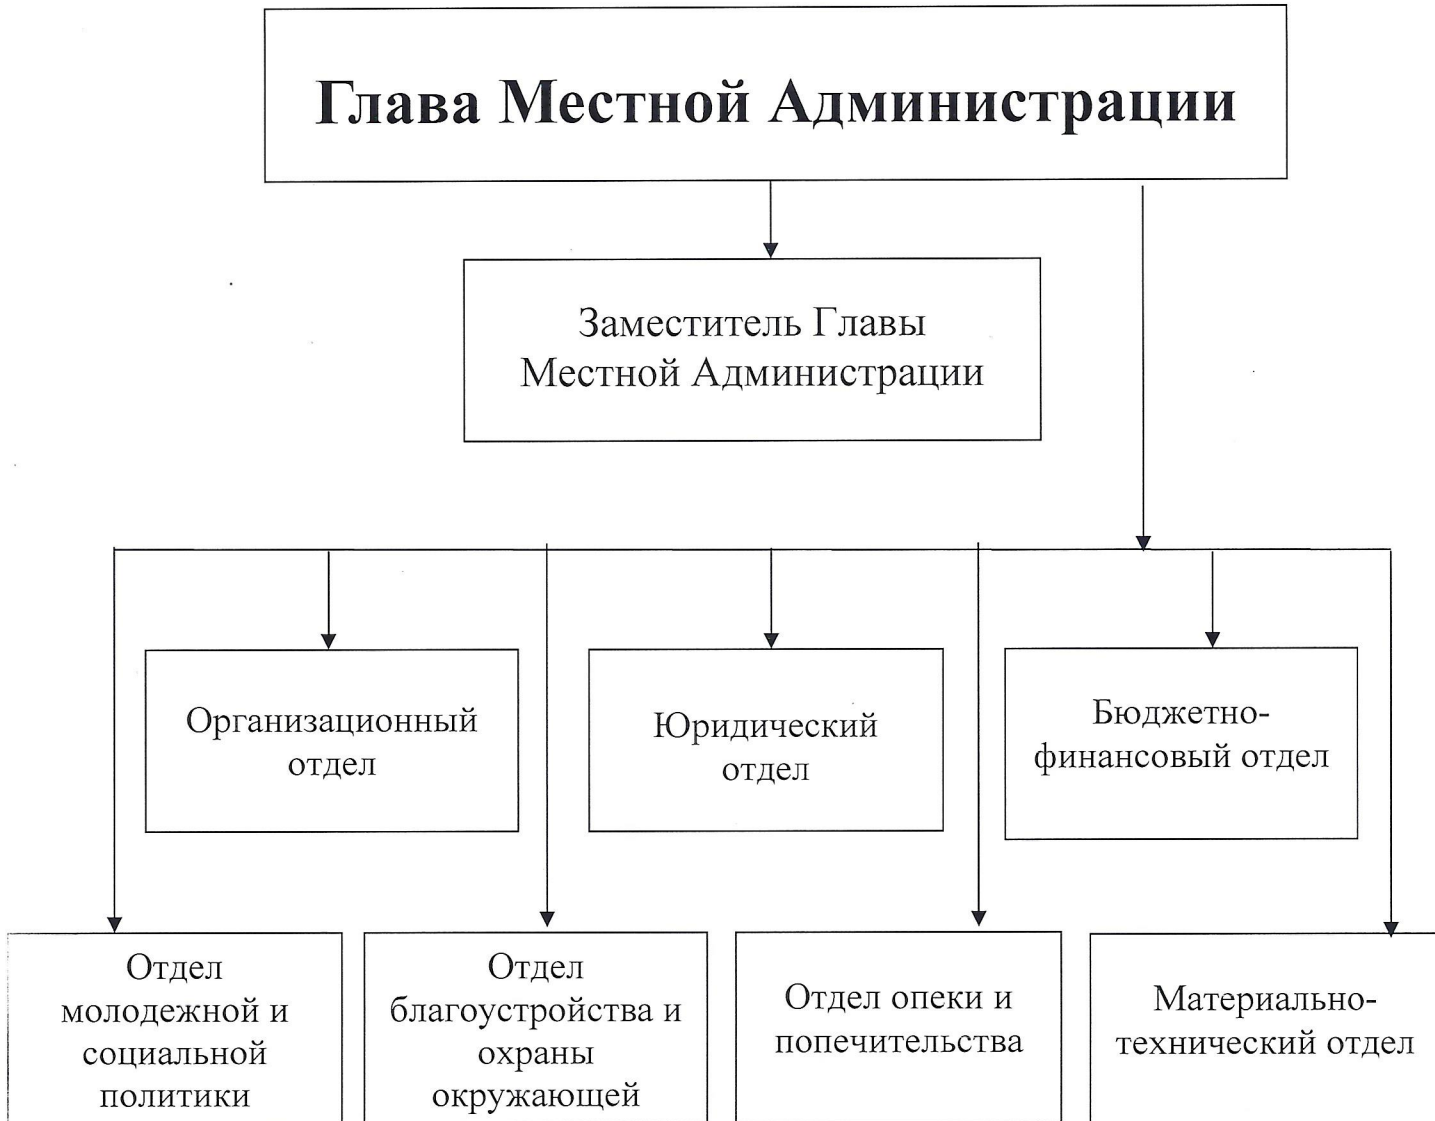 Глава Местной Администрации
Заместитель Главы
Местной Администрации
Организационный
отдел
Юридический
отдел
Бюджетно-
финансовый отдел
Отдел
молодежной и
социальной
политики
Отдел
благоустройства и
охраны
окружающей
Отдел опеки и
попечительства
Материально-
технический отдел